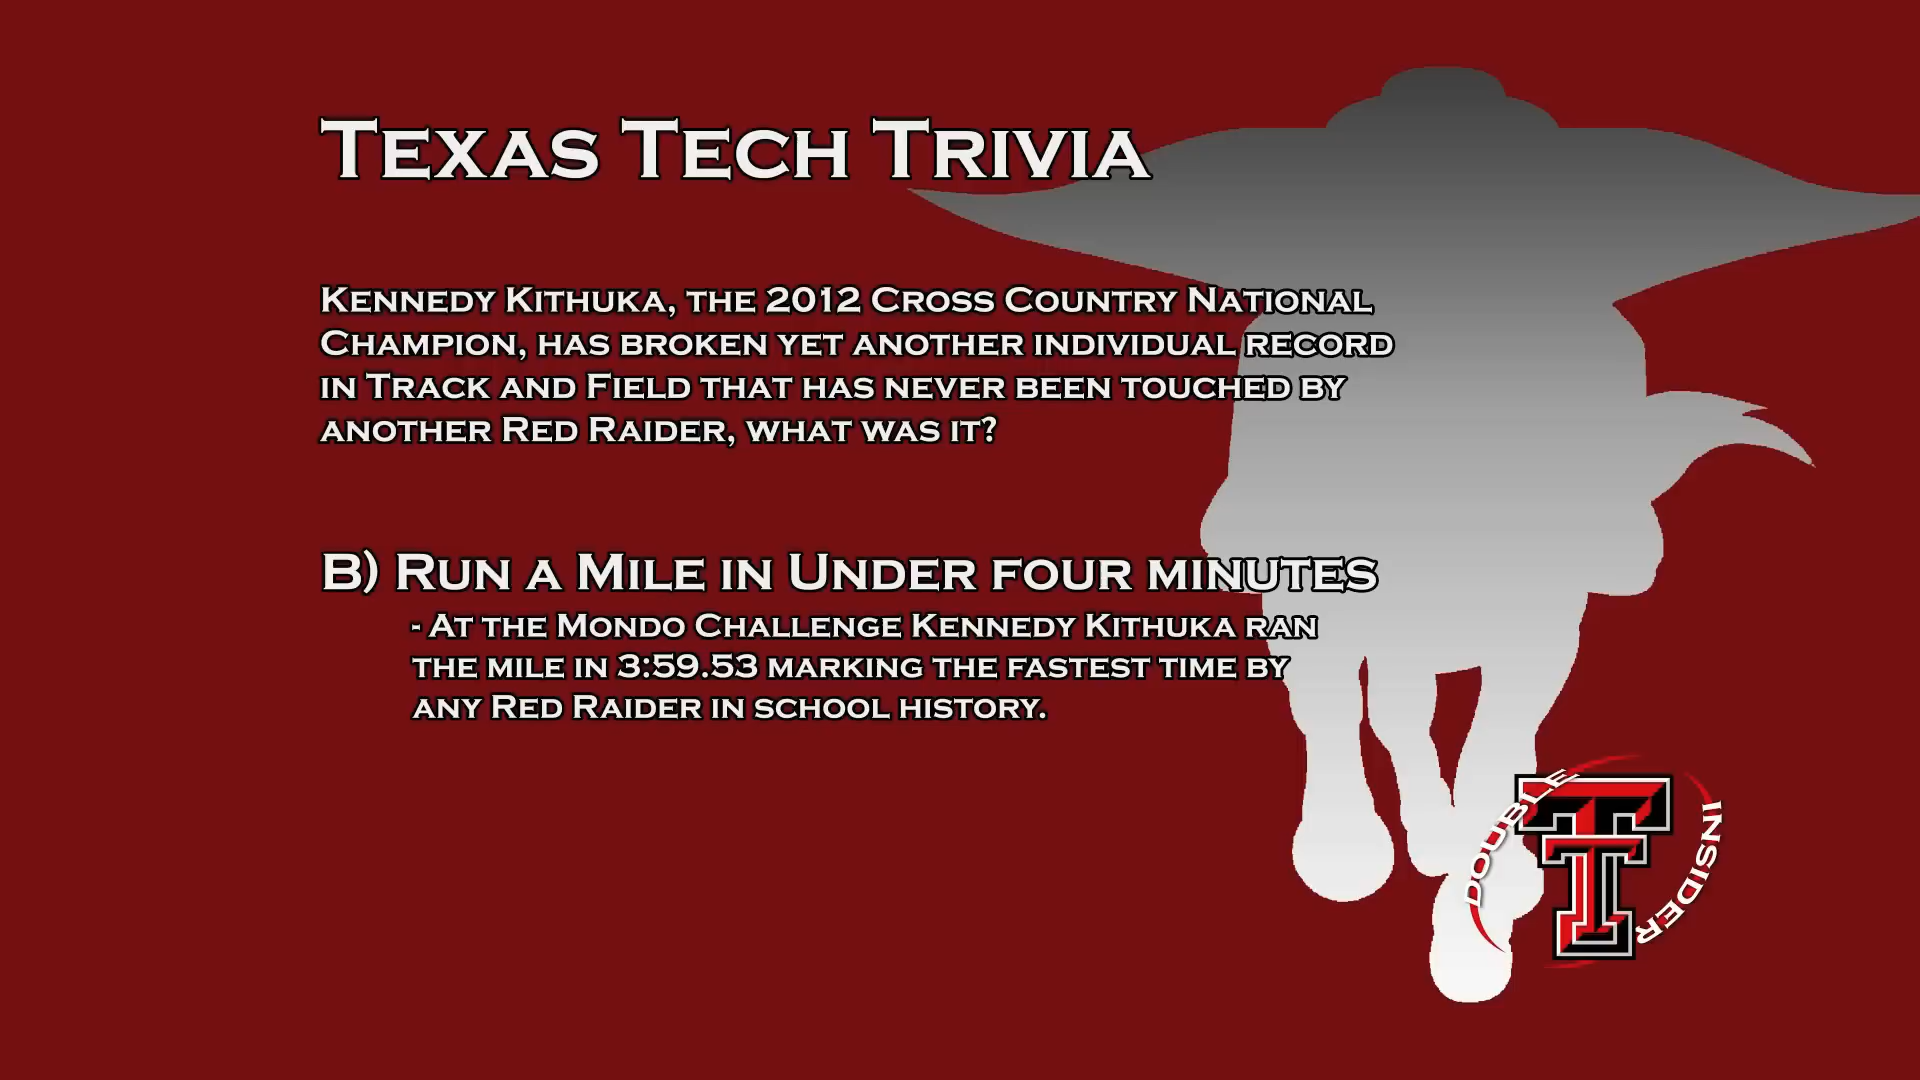 Texas Tech Trivia
Kennedy Kithuka, the 2012 Cross Country National
Champion, has broken yet another individual record
in Track and Field that has never been touched by
another Red Raider, what was it?
B) Run a Mile in Under four minutes
- At the Mondo Challenge Kennedy Kithuka ran
the mile in 3:59.53 marking the fastest time by
any Red Raider in school history.
DOUBLE
T
INSIDER